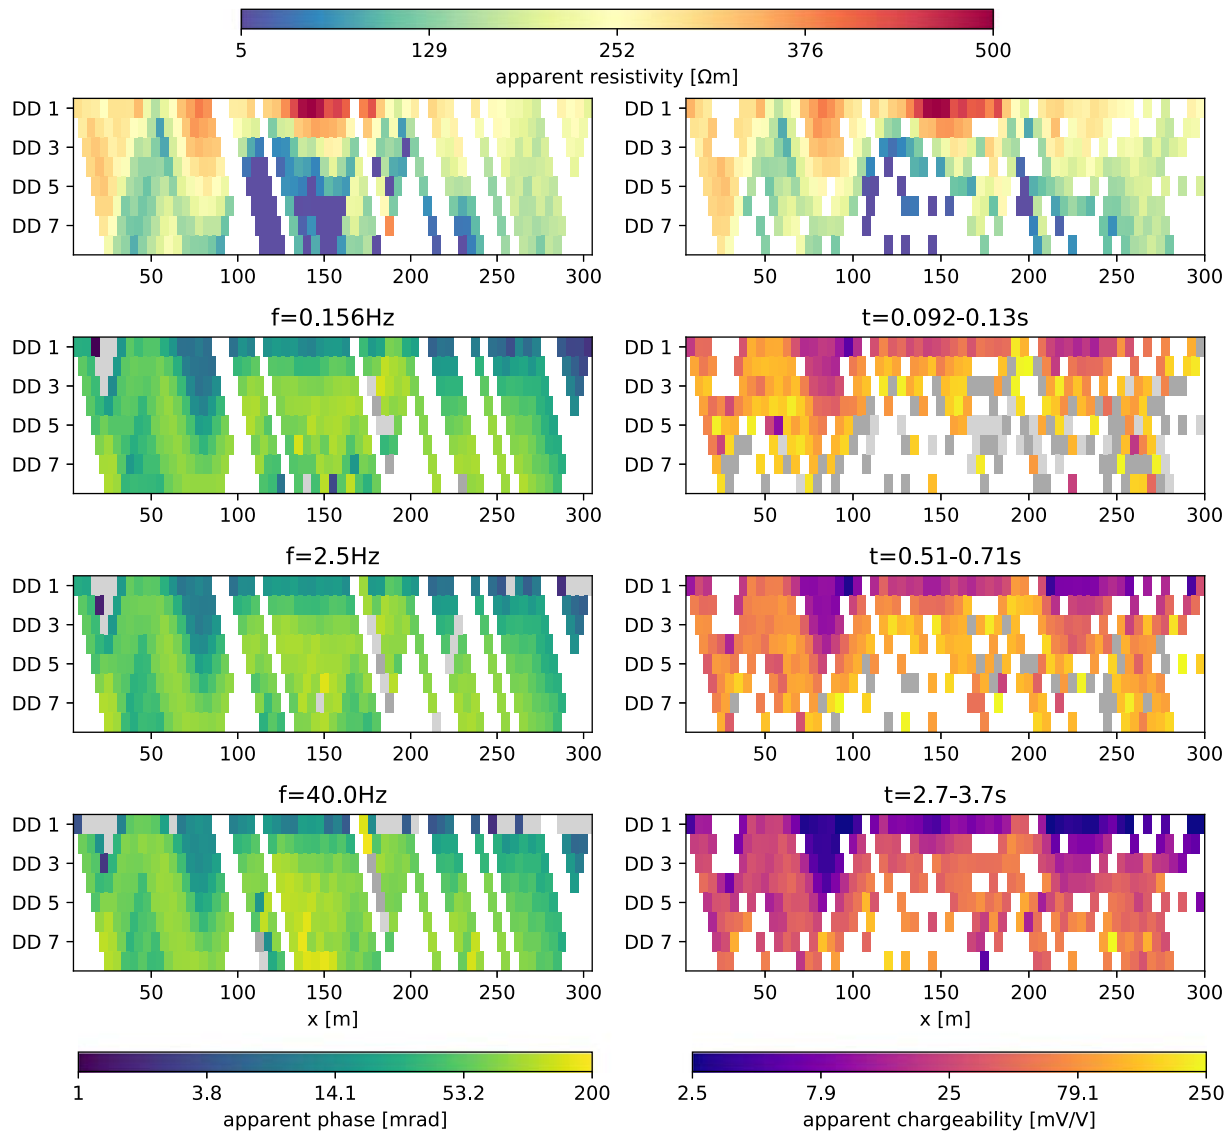 5 129 252 376 500
apparent resistivity [Ωm]
DD 1
DD 3
DD 5
DD 7
50 100 150 200 250 300
50 100 150 200 250 300
DD 1
DD 3
DD 5
DD 7
f=0.156Hz
t=0.092-0.13s
DD 1
DD 3
DD 5
DD 7
50 100 150 200 250 300
DD 1
DD 3
DD 5
DD 7
50 100 150 200 250 300
f=2.5Hz
t=0.51-0.71s
DD 1
DD 3
DD 5
DD 7
50 100 150 200 250 300
DD 1
DD 3
DD 5
DD 7
50 100 150 200 250 300
f=40.0Hz
t=2.7-3.7s
DD 1
DD 3
DD 5
DD 7
50 100 150 200 250 300
x [m]
DD 1
DD 3
DD 5
DD 7
50 100 150 200 250 300
x [m]
1 3.8 14.1 53.2 200
apparent phase [mrad]
2.5 7.9 25 79.1 250
apparent chargeability [mV/V]